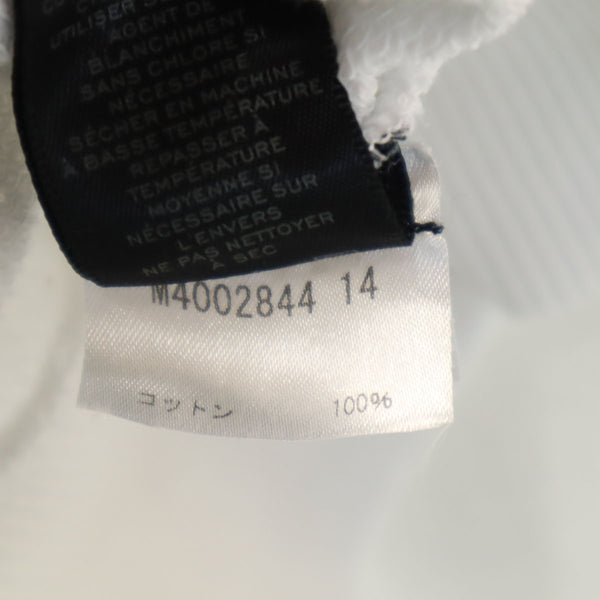 UTILISER
AGENT DE
BLANCHIMENT
SANS CHLORE SI
NÉCESSAIRE
SÉCHER EN MACHINE
À BASSE TEMPÉRATURE
REPASSER À
TEMPÉRATURE
MOYENNE SI
NÉCESSAIRE SUR
L'ENVERS
NE PAS NETTOYER
À SEC
M4002844 14
コットン 100%